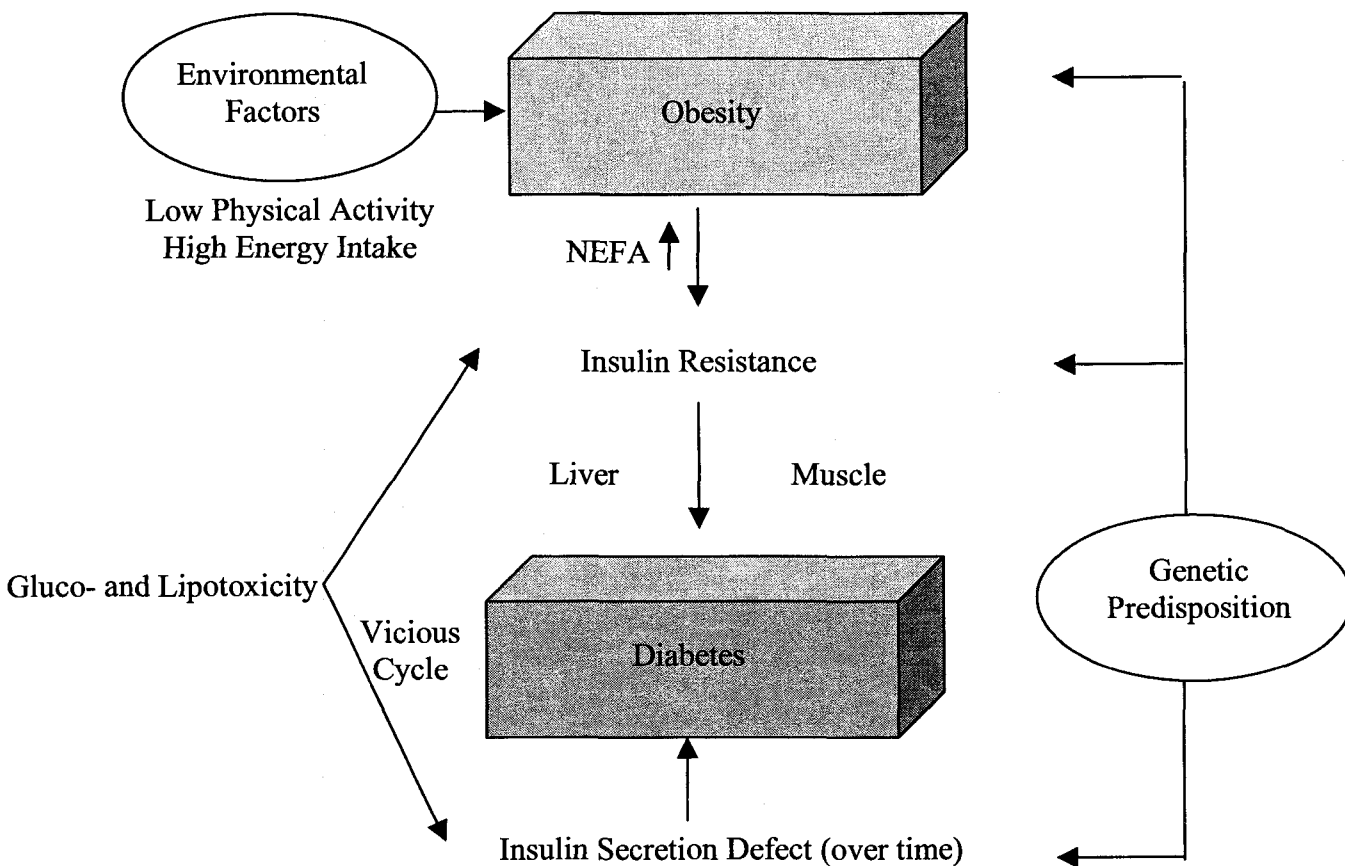 Environmental
Factors
Obesity
Low Physical Activity
High Energy Intake
NEFA
Insulin Resistance
Liver
Muscle
Gluco- and Lipotoxicity
Vicious
Cycle
Diabetes
Genetic
Predisposition
Insulin Secretion Defect (over time)